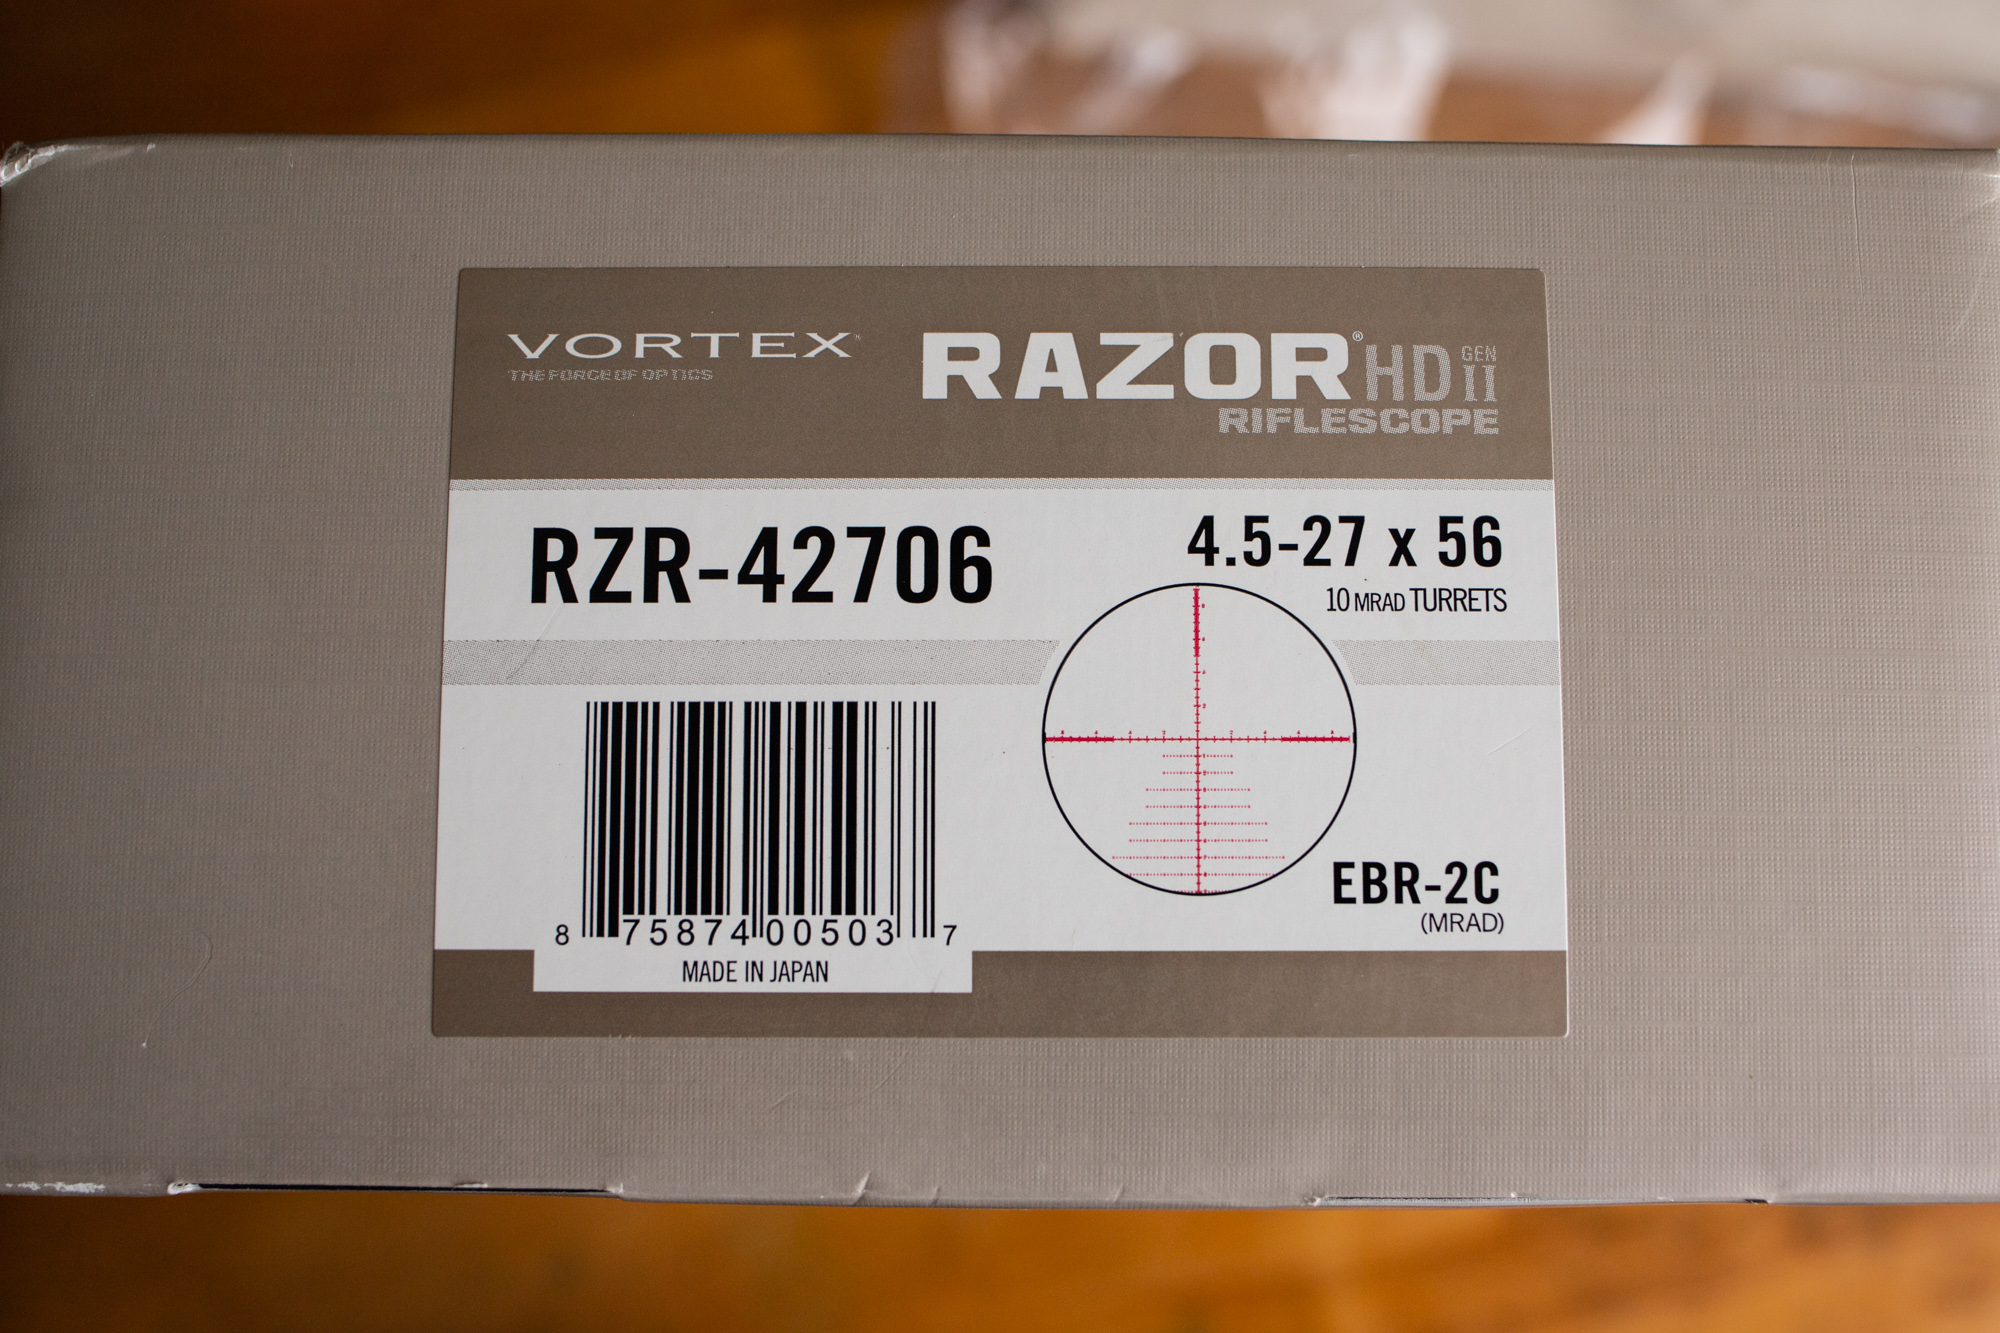 VORTEX
THE FORCE OF OPTICS
RAZOR® HD GEN II
RIFLESCOPE
RZR-42706
4.5-27 x 56
10 MRAD TURRETS
EBR-2C
(MRAD)
8 75874 00503 7
MADE IN JAPAN